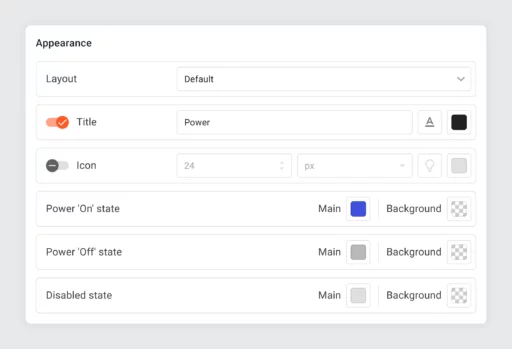 Appearance
Layout Default
Title Power A
Icon 24 px
Power 'On' state Main Background
Power 'Off' state Main Background
Disabled state Main Background